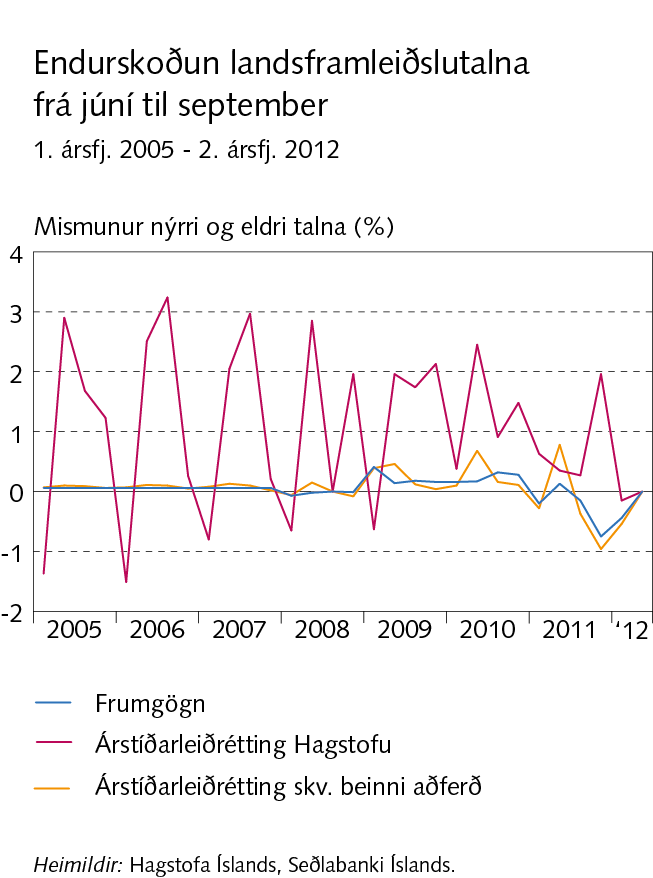 Endurskoðun landsframleiðslutalna
frá júní til september
1. ársfj. 2005 - 2. ársfj. 2012
Mismunur nýrri og eldri talna (%)
4
3
2
1
0
-1
-2
2005 2006 2007 2008 2009 2010 2011 ‘12
Frumgögn
Árstíðarleiðrétting Hagstofu
Árstíðarleiðrétting skv. beinni aðferð
Heimildir: Hagstofa Íslands, Seðlabanki Íslands.